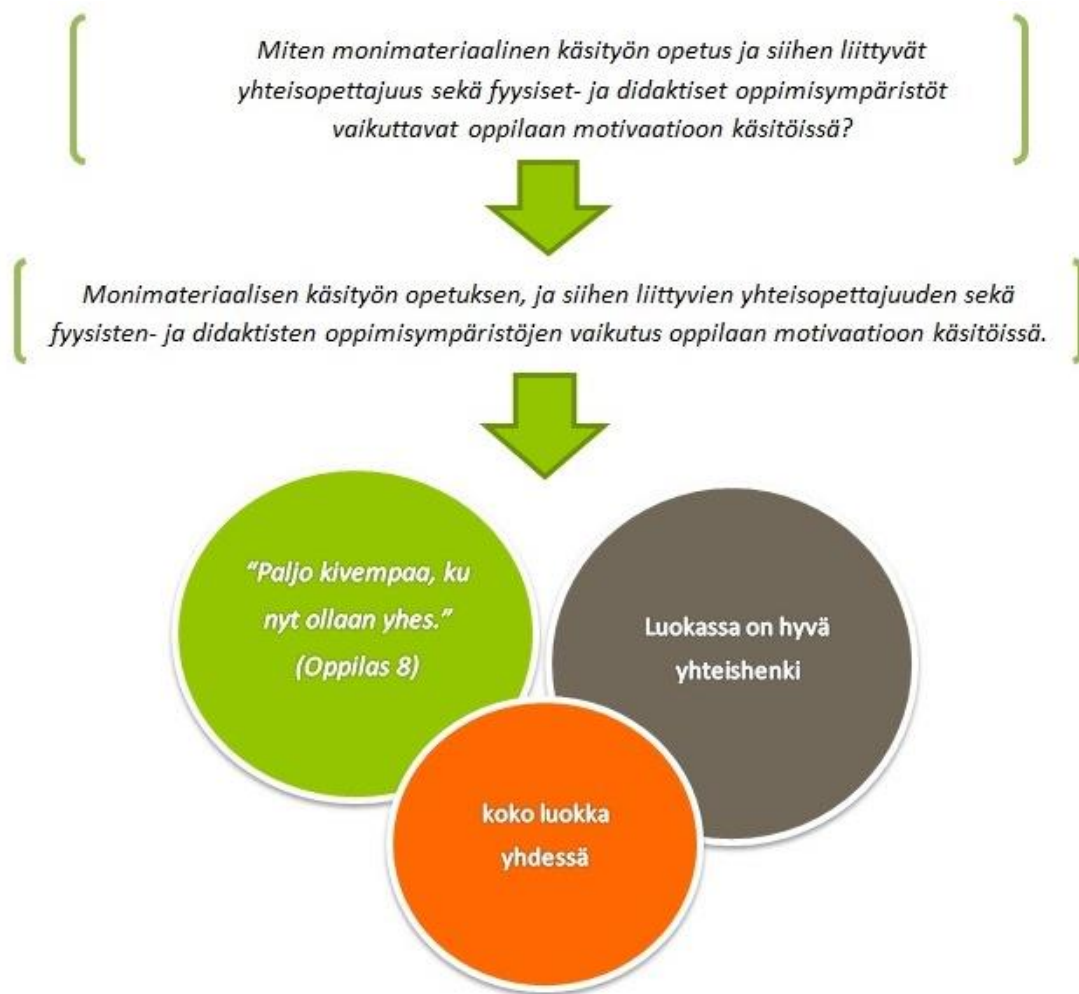 Miten monimateriaalinen käsityön opetus ja siihen liittyvät
yhteisopettajuus sekä fyysiset- ja didaktiset oppimisympäristöt
vaikuttavat oppilaan motivaatioon käsitöissä?
Monimateriaalisen käsityön opetuksen, ja siihen liittyvien yhteisopettajuuden sekä
fyysisten- ja didaktisten oppimisympäristöjen vaikutus oppilaan motivaatioon käsitöissä.
"Paljo kivempaa, ku
nyt ollaan yhes."
(Oppilas 8)
Luokassa on hyvä
yhteishenki
koko luokka
yhdessä